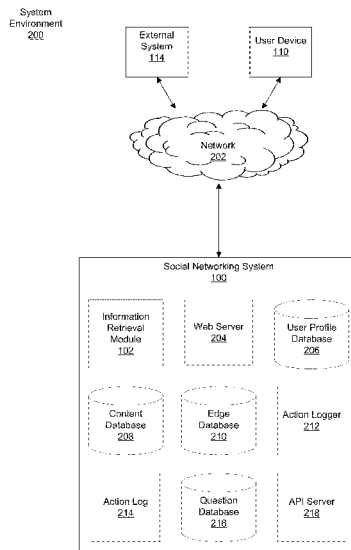 System
Environment
200
External
System
114
User Device
110
Network
202
Social Networking System
100
Information
Retrieval
Module
102
Web Server
204
User Profile
Database
206
Content
Database
208
Edge
Database
210
Action Logger
212
Action Log
214
Question
Database
216
API Server
218